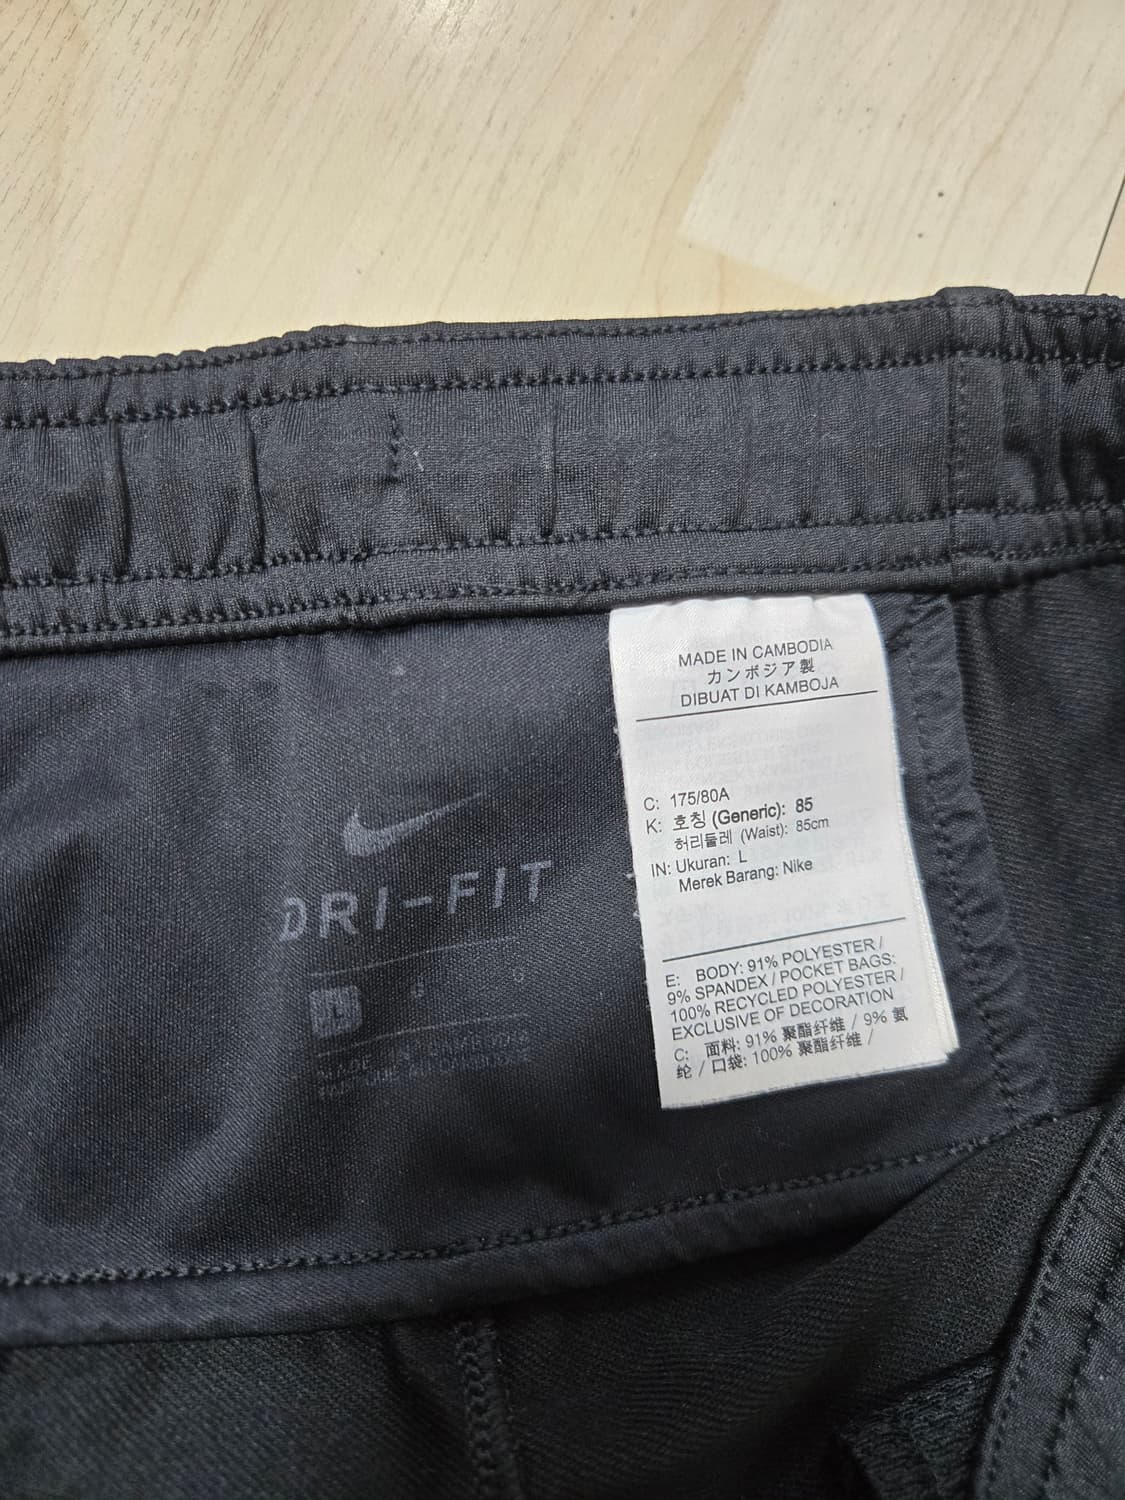 MADE IN CAMBODIA
カンボジア製
DIBUAT DI KAMBOJA
C: 175/80A
K: 호칭 (Generic): 85
허리둘레 (Waist): 85cm
IN: Ukuran: L
Merek Barang: Nike
E: BODY: 91% POLYESTER /
9% SPANDEX / POCKET BAGS:
100% RECYCLED POLYESTER /
EXCLUSIVE OF DECORATION
C: 面料: 91% 聚酯纤维 / 9% 氨
纶 / 口袋: 100% 聚酯纤维 /
DRI-FIT
L